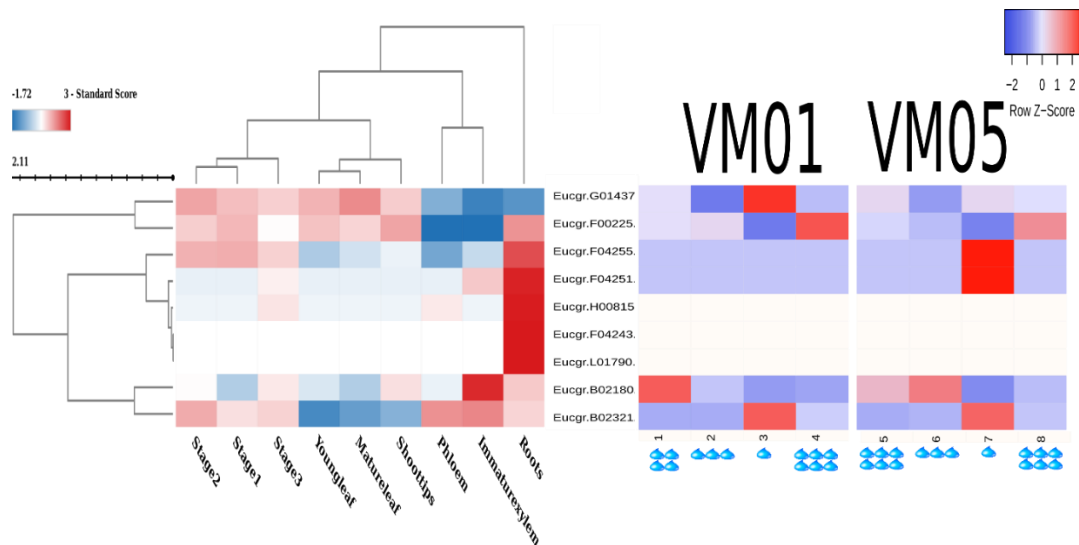 -1.72 3 - Standard Score
2.11
−2 0 1 2
Row Z−Score
VM01 VM05
Eucgr.G01437
Eucgr.F00225.
Eucgr.F04255.
Eucgr.F04251.
Eucgr.H00815
Eucgr.F04243.
Eucgr.L01790.
Eucgr.B02180.
Eucgr.B02321.
Stage2 Stage1 Stage3 Youngleaf Matureleaf Shoottips Phloem Immaturexylem Roots
1 2 3 4 5 6 7 8